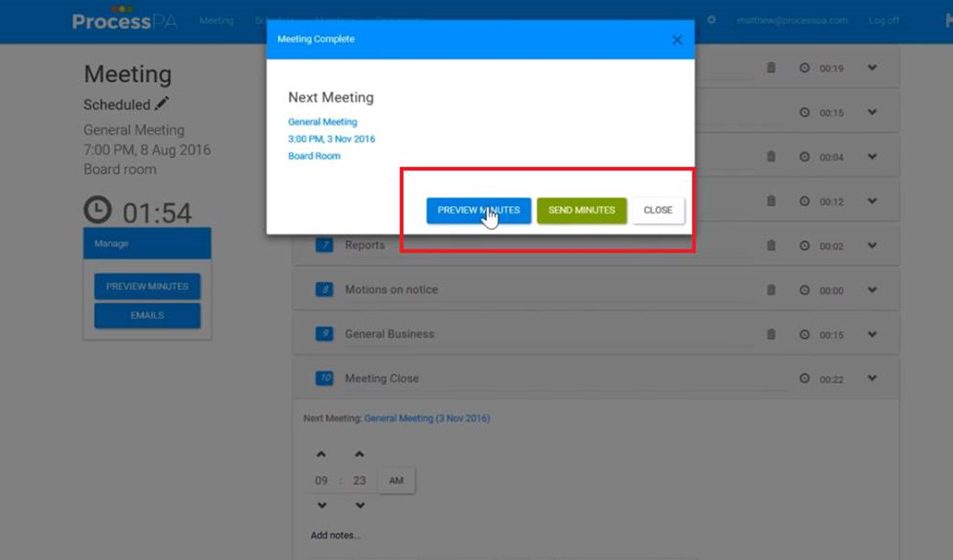 ProcessPA Meeting matthew@processpa.com Log off
Meeting Complete
Meeting
Scheduled
General Meeting
7:00 PM, 8 Aug 2016
Board room
01:54
Manage
PREVIEW MINUTES
EMAILS
Next Meeting
General Meeting
3:00 PM, 3 Nov 2016
Board Room
PREVIEW MINUTES SEND MINUTES CLOSE
00:19
00:15
00:04
00:12
7 Reports 00:02
8 Motions on notice 00:00
9 General Business 00:15
10 Meeting Close 00:22
Next Meeting: General Meeting (3 Nov 2016)
09 : 23 AM
Add notes...